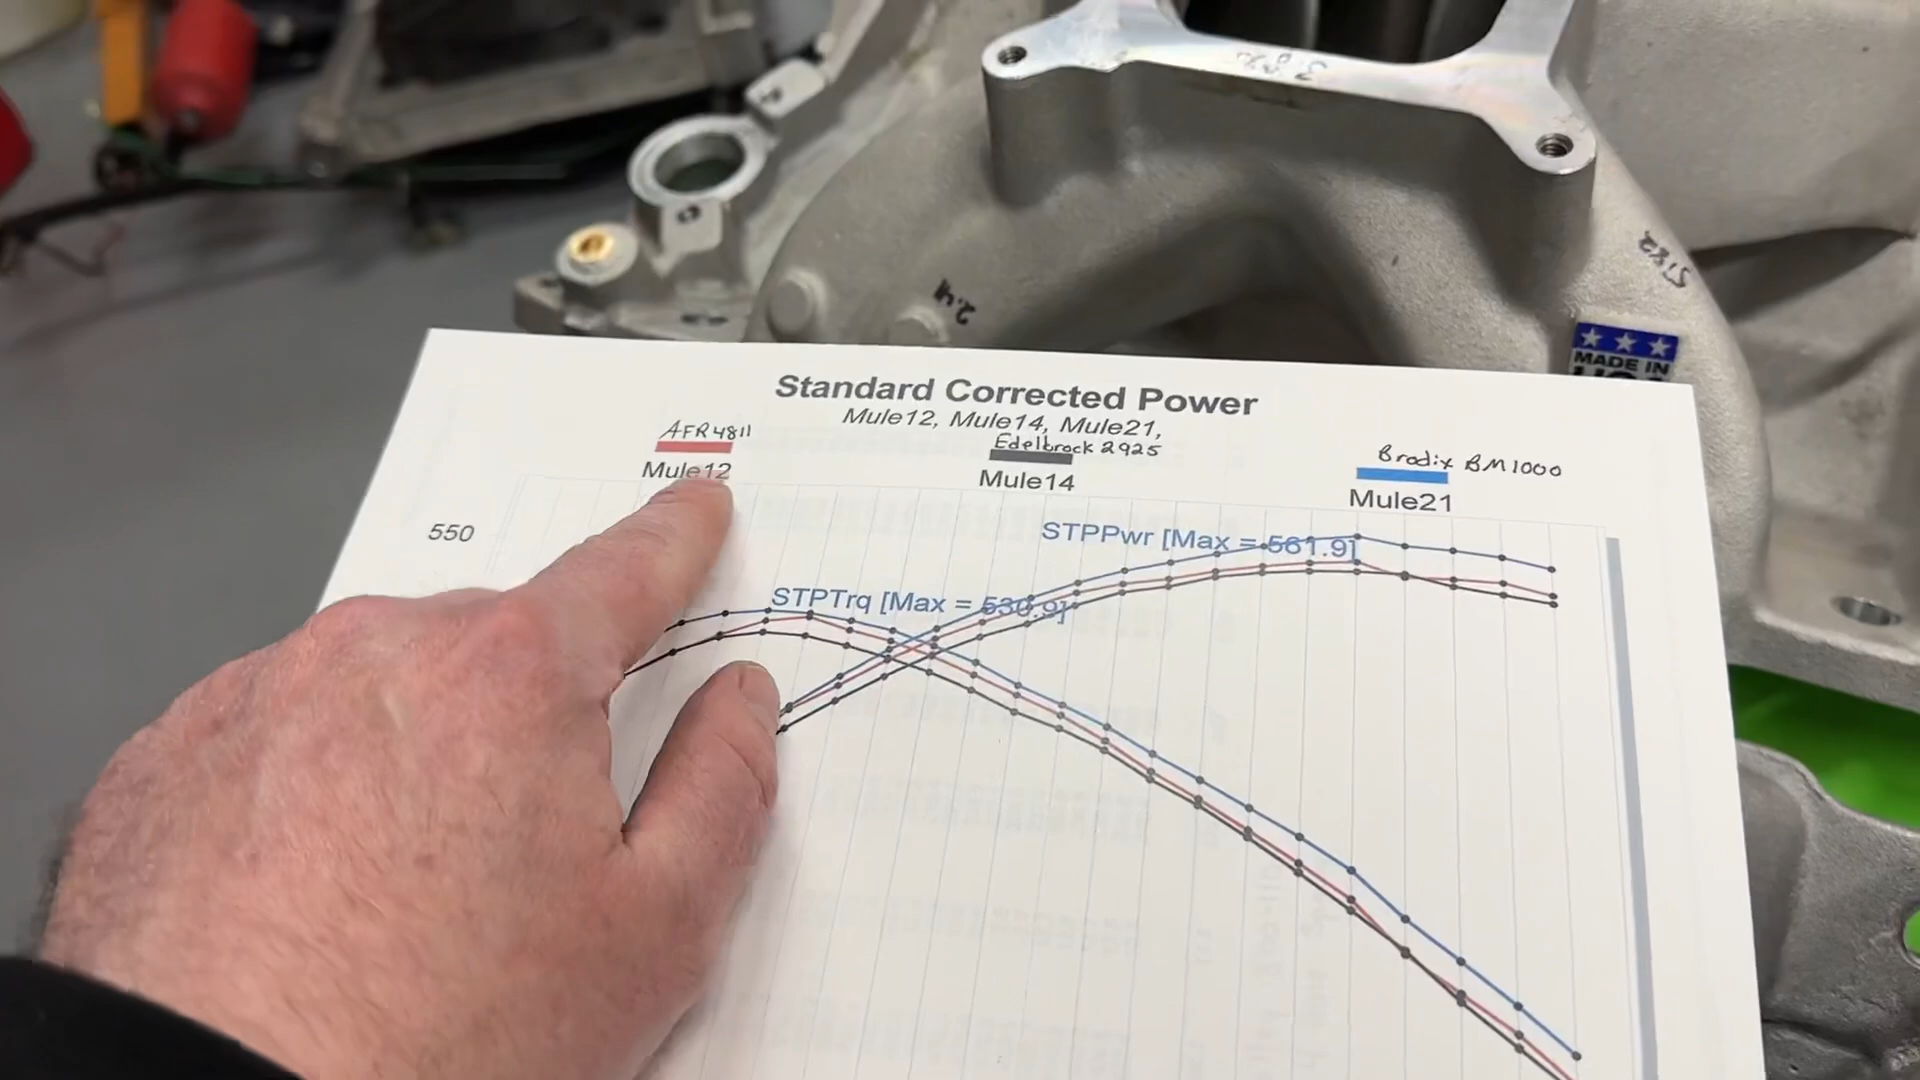 2.4
5182
MADE IN
Standard Corrected Power
Mule12, Mule14, Mule21,
AFR 4811
Edelbrock 2925
Brodix BM1000
Mule12
Mule14
Mule21
550
STPPwr [Max = 561.9]
STPTrq [Max = 530.9]